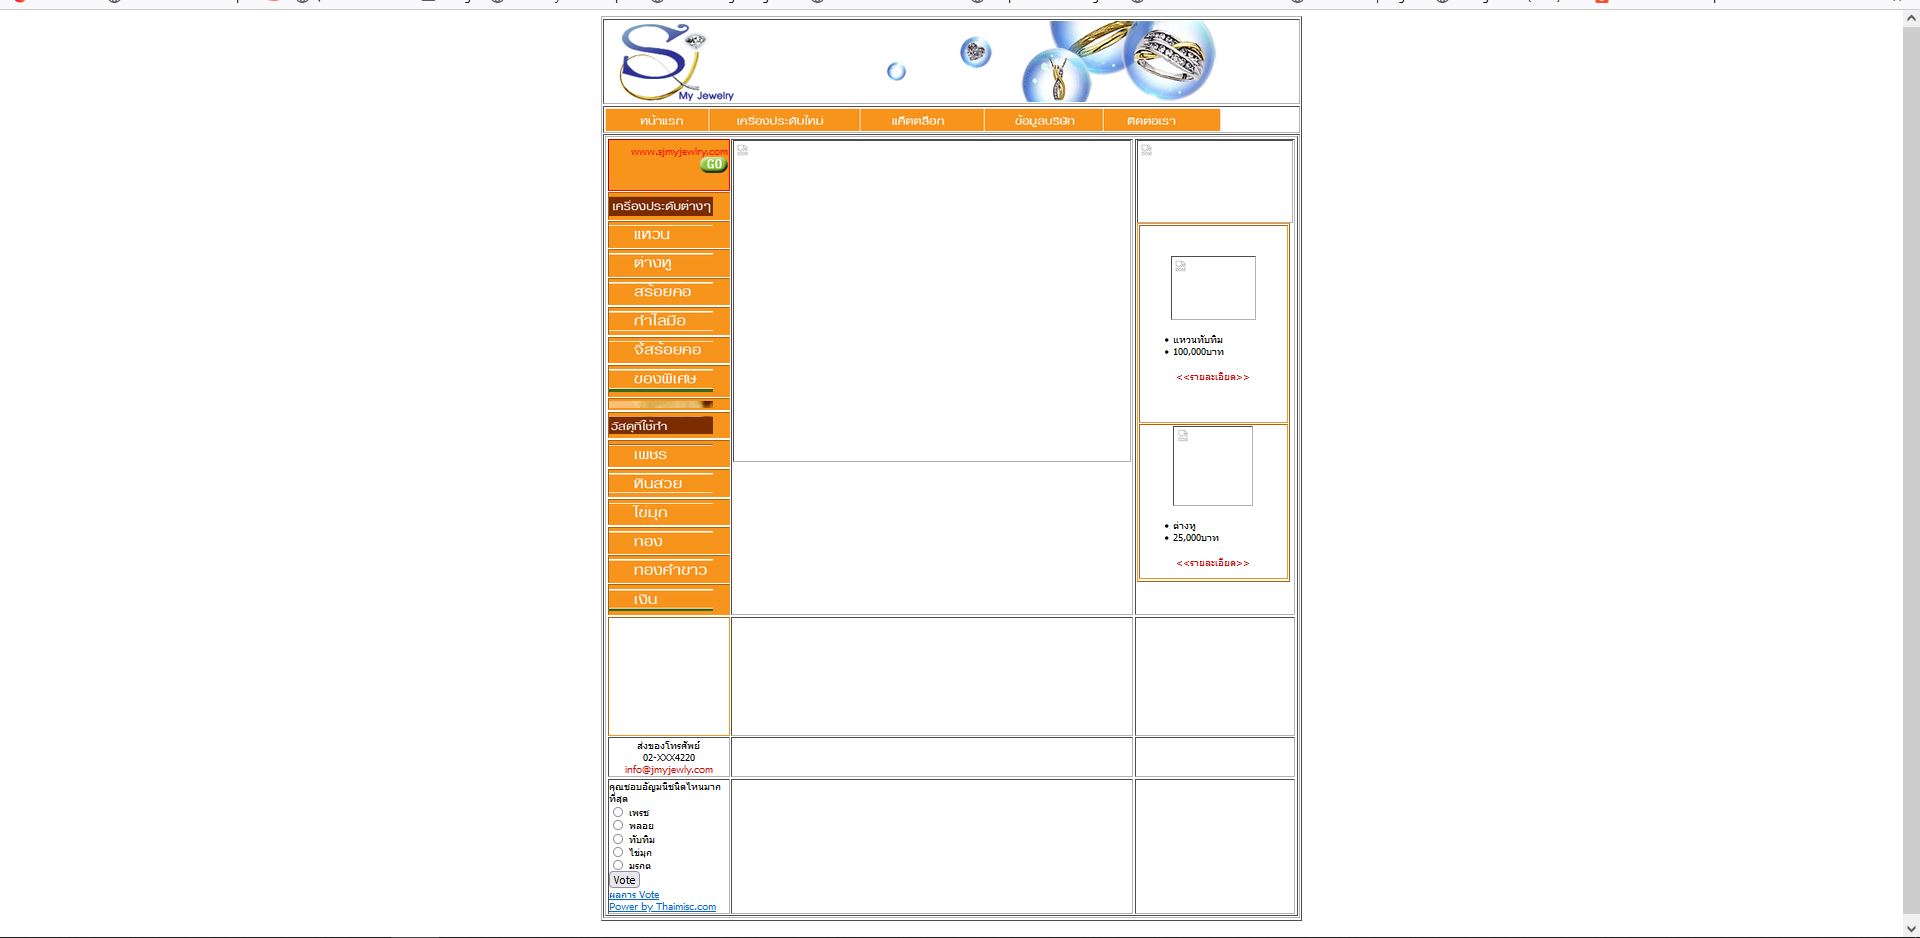 SJ
My Jewelry
หน้าแรก
เครื่องประดับใหม่
แค็ตตล็อก
ข้อมูลบริษัท
ติดต่อเรา
www.sjmyjewlry.com
GO
เครื่องประดับต่างๆ
แหวน
ต่างหู
สร้อยคอ
กำไลมือ
จี้สร้อยคอ
ของพิเศษ
วัสดุที่ใช้ทำ
เพชร
หินสวย
ไข่มุก
ทอง
ทองคำขาว
เงิน
แหวนทับทิม
100,000บาท
<<รายละเอียด>>
ต่างหู
25,000บาท
<<รายละเอียด>>
ส่งของโทรศัพย์
02-XXX4220
info@jmyjewly.com
คุณชอบอัญมนีชนิดไหนมาก
ที่สุด
เพรช
พลอย
ทับทิม
ไข่มุก
มรกต
Vote
ผลการ Vote
Power by Thaimisc.com